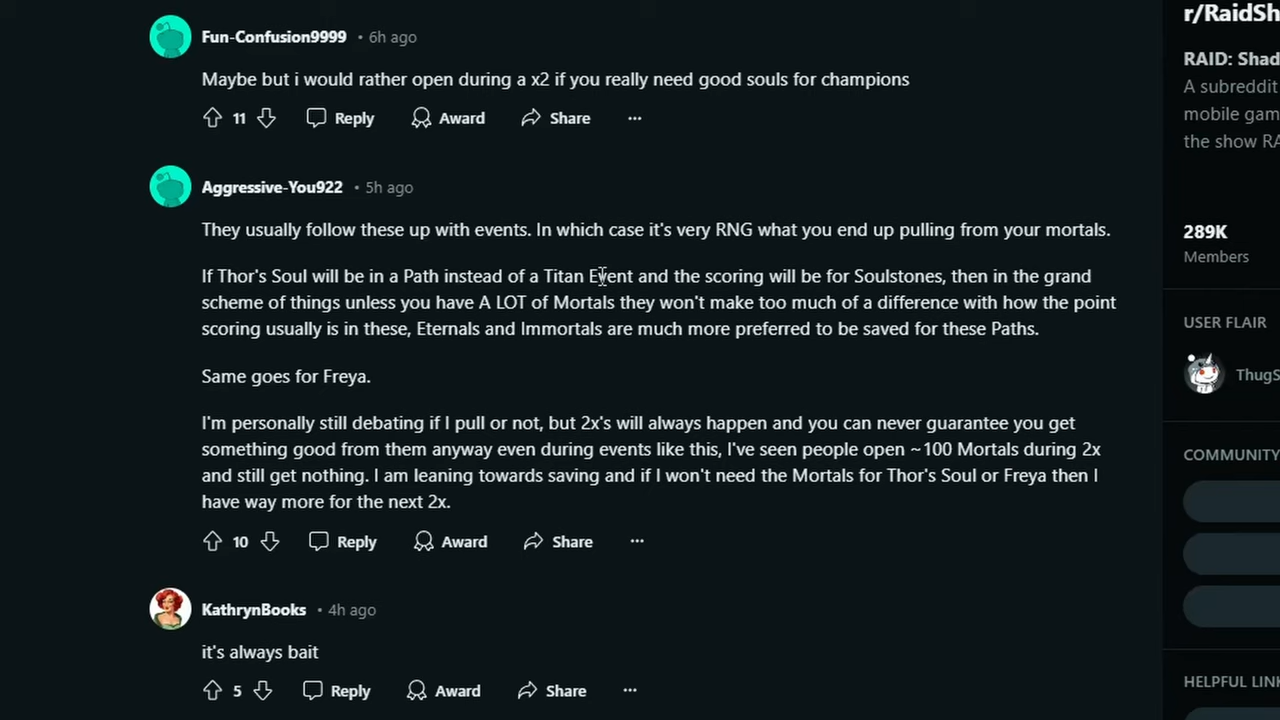 r/RaidSh
Fun-Confusion9999 • 6h ago
Maybe but i would rather open during a x2 if you really need good souls for champions
11 Reply Award Share ...
Aggressive-You922 • 5h ago
They usually follow these up with events. In which case it's very RNG what you end up pulling from your mortals.
If Thor's Soul will be in a Path instead of a Titan Event and the scoring will be for Soulstones, then in the grand
scheme of things unless you have A LOT of Mortals they won't make too much of a difference with how the point
scoring usually is in these, Eternals and Immortals are much more preferred to be saved for these Paths.
Same goes for Freya.
I'm personally still debating if I pull or not, but 2x's will always happen and you can never guarantee you get
something good from them anyway even during events like this, I've seen people open ~100 Mortals during 2x
and still get nothing. I am leaning towards saving and if I won't need the Mortals for Thor's Soul or Freya then I
have way more for the next 2x.
10 Reply Award Share ...
KathrynBooks • 4h ago
it's always bait
5 Reply Award Share ...
RAID: Shad
A subreddit
mobile gam
the show RA
289K
Members
USER FLAIR
ThugS
COMMUNITY
HELPFUL LINK